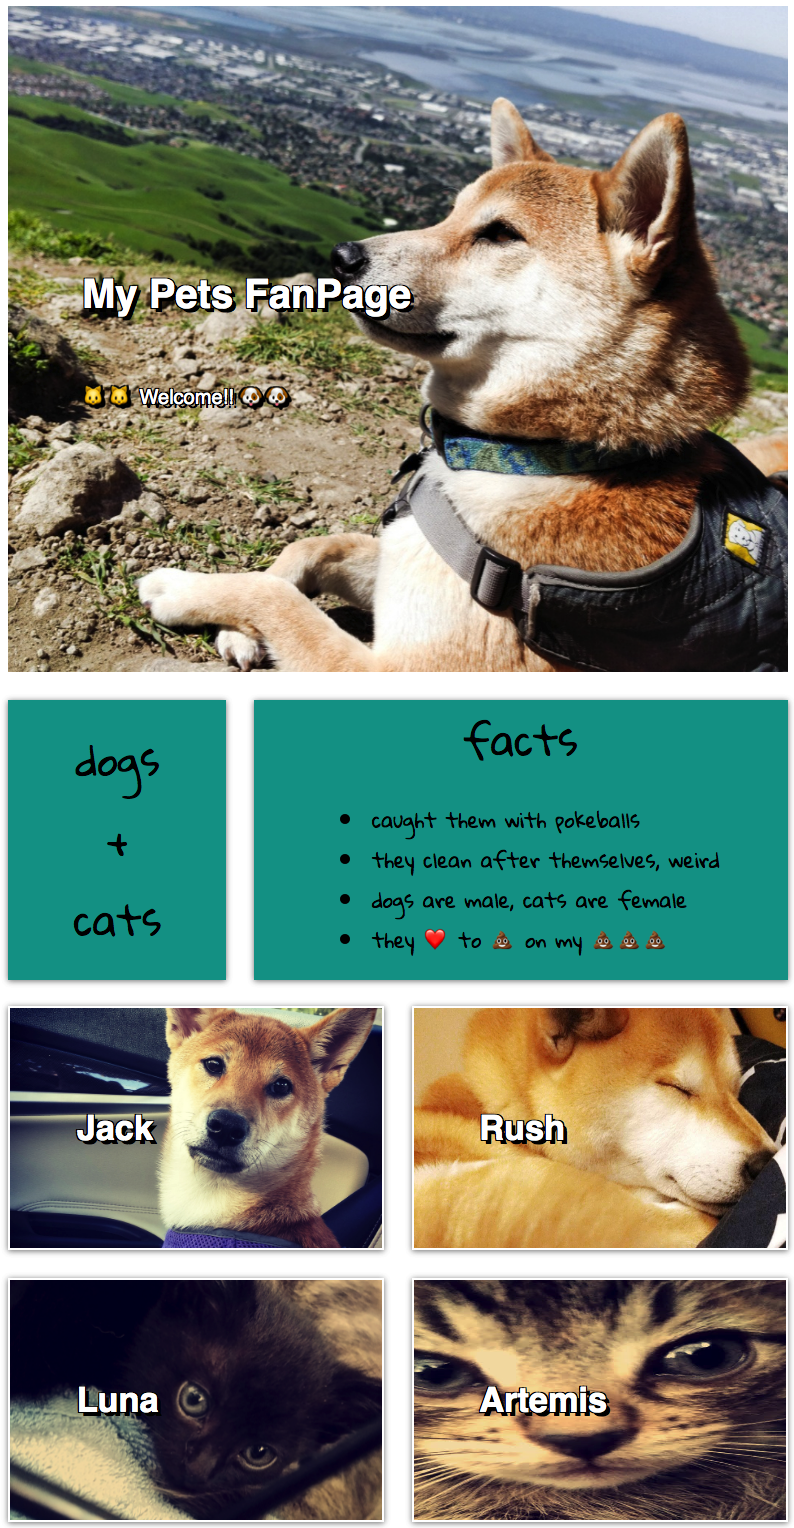 My Pets FanPage
🐱🐱 Welcome!!🐶🐶
dogs
+
cats
facts
• caught them with pokeballs
• they clean after themselves, weird
• dogs are male, cats are female
• they ❤️ to 💩 on my 💩💩💩
Jack
Rush
Luna
Artemis